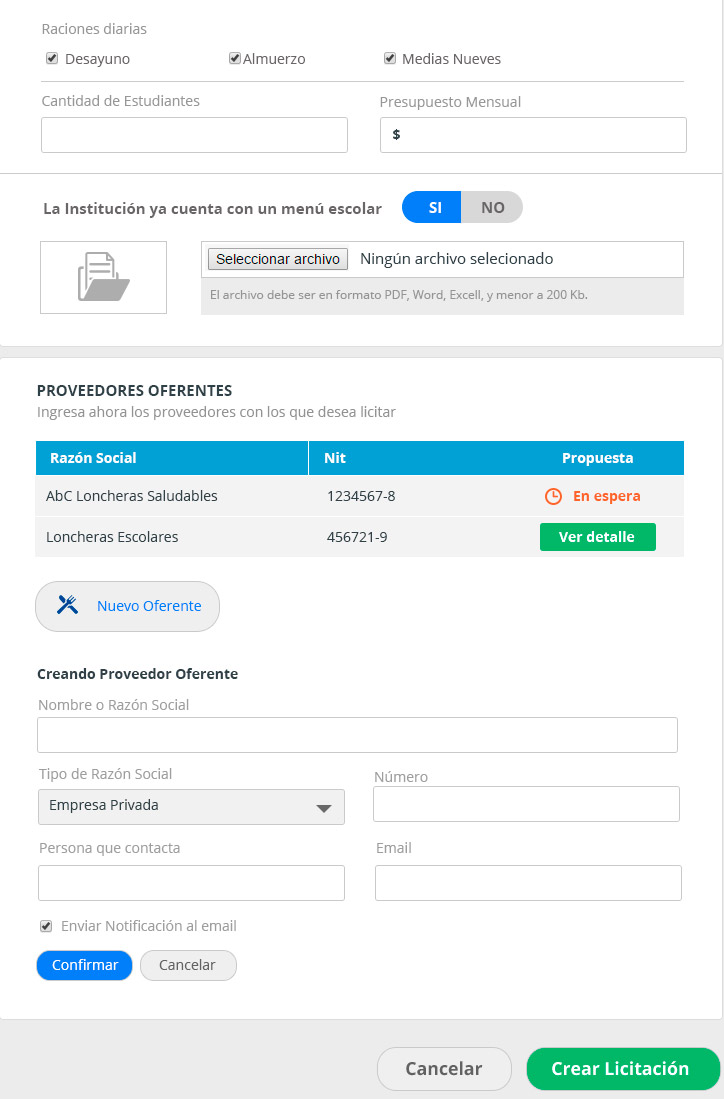 Raciones diarias
Desayuno Almuerzo Medias Nueves
Cantidad de Estudiantes Presupuesto Mensual
$
La Institución ya cuenta con un menú escolar SI NO
Seleccionar archivo Ningún archivo selecionado
El archivo debe ser en formato PDF, Word, Excell, y menor a 200 Kb.
PROVEEDORES OFERENTES
Ingresa ahora los proveedores con los que desea licitar
Razón Social Nit Propuesta
AbC Loncheras Saludables 1234567-8 En espera
Loncheras Escolares 456721-9 Ver detalle
Nuevo Oferente
Creando Proveedor Oferente
Nombre o Razón Social
Tipo de Razón Social Número
Empresa Privada
Persona que contacta Email
Enviar Notificación al email
Confirmar Cancelar
Cancelar Crear Licitación